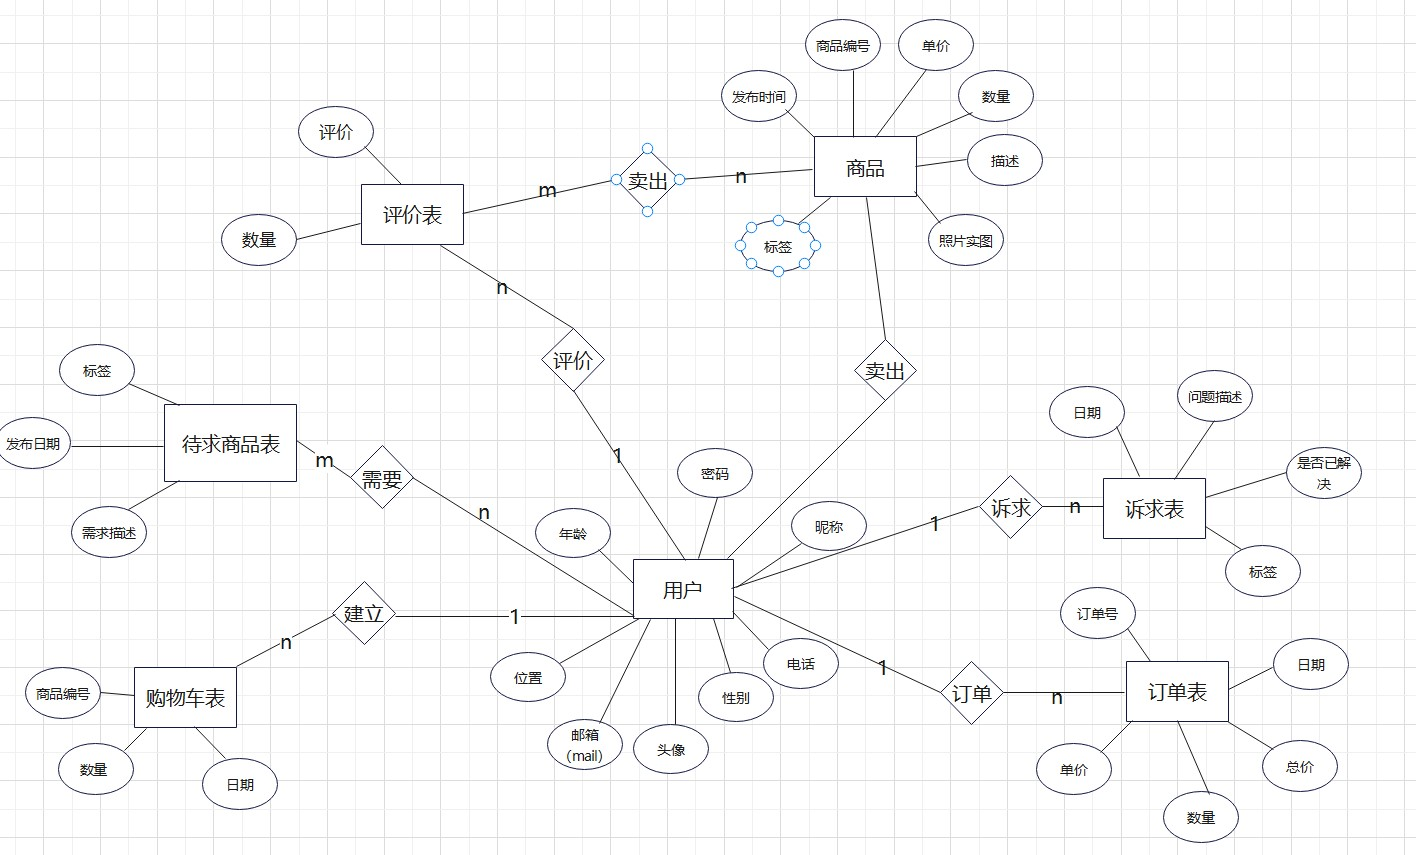 商品编号
单价
发布时间
数量
评价
商品
描述
卖出
n
m
评价表
数量
标签
照片实图
n
评价
卖出
标签
发布日期
待求商品表
m
需要
需求描述
n
1
密码
年龄
昵称
用户
日期
问题描述
是否已解
决
诉求
n
诉求表
1
标签
建立
1
n
商品编号
购物车表
数量
日期
位置
邮箱
（mail）
头像
性别
电话
1
订单
n
订单号
订单表
日期
单价
总价
数量